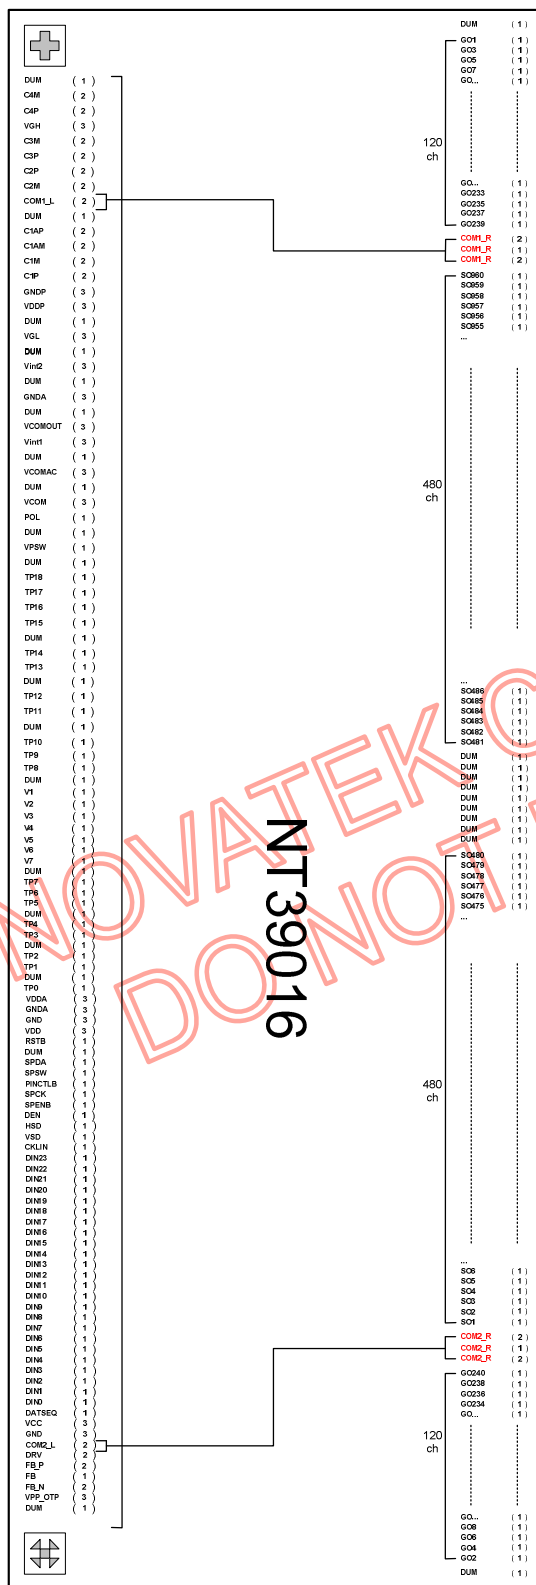 DUM ( 1 )
C4M ( 2 )
C4P ( 2 )
VGH ( 3 )
C3M ( 2 )
C3P ( 2 )
C2P ( 2 )
C2M ( 2 )
COM1_L ( 2 )
DUM ( 1 )
C1AP ( 2 )
C1AM ( 2 )
C1M ( 2 )
C1P ( 2 )
GNDP ( 3 )
VDDP ( 3 )
DUM ( 1 )
VGL ( 3 )
DUM ( 1 )
Vint2 ( 3 )
DUM ( 1 )
GNDA ( 3 )
DUM ( 1 )
VCOMOUT ( 3 )
Vint1 ( 3 )
DUM ( 1 )
VCOMAC ( 3 )
DUM ( 1 )
VCOM ( 3 )
POL ( 1 )
DUM ( 1 )
VPSW ( 1 )
DUM ( 1 )
TP18 ( 1 )
TP17 ( 1 )
TP16 ( 1 )
TP15 ( 1 )
DUM ( 1 )
TP14 ( 1 )
TP13 ( 1 )
DUM ( 1 )
TP12 ( 1 )
TP11 ( 1 )
DUM ( 1 )
TP10 ( 1 )
TP9 ( 1 )
TP8 ( 1 )
DUM ( 1 )
V1 ( 1 )
V2 ( 1 )
V3 ( 1 )
V4 ( 1 )
V5 ( 1 )
V6 ( 1 )
V7 ( 1 )
DUM ( 1 )
TP7 ( 1 )
TP6 ( 1 )
TP5 ( 1 )
DUM ( 1 )
TP4 ( 1 )
TP3 ( 1 )
DUM ( 1 )
TP2 ( 1 )
TP1 ( 1 )
DUM ( 1 )
TP0 ( 1 )
VDDA ( 3 )
GNDA ( 3 )
GND ( 3 )
VDD ( 3 )
RSTB ( 1 )
DUM ( 1 )
SPDA ( 1 )
SPSW ( 1 )
PINCTLB ( 1 )
SPCK ( 1 )
SPENB ( 1 )
DEN ( 1 )
HSD ( 1 )
VSD ( 1 )
CKLIN ( 1 )
DIN23 ( 1 )
DIN22 ( 1 )
DIN21 ( 1 )
DIN20 ( 1 )
DIN19 ( 1 )
DIN18 ( 1 )
DIN17 ( 1 )
DIN16 ( 1 )
DIN15 ( 1 )
DIN14 ( 1 )
DIN13 ( 1 )
DIN12 ( 1 )
DIN11 ( 1 )
DIN10 ( 1 )
DIN9 ( 1 )
DIN8 ( 1 )
DIN7 ( 1 )
DIN6 ( 1 )
DIN5 ( 1 )
DIN4 ( 1 )
DIN3 ( 1 )
DIN2 ( 1 )
DIN1 ( 1 )
DIN0 ( 1 )
DATSEQ ( 1 )
VCC ( 3 )
GND ( 3 )
COM2_L ( 2 )
DRV ( 2 )
FB_P ( 2 )
FB ( 1 )
FB_N ( 2 )
VPP_OTP ( 3 )
DUM ( 1 )
NT39016
NOVATEK
DO NOT
DUM ( 1 )
GO1 ( 1 )
GO3 ( 1 )
GO5 ( 1 )
GO7 ( 1 )
GO... ( 1 )
120
ch
GO... ( 1 )
GO233 ( 1 )
GO235 ( 1 )
GO237 ( 1 )
GO239 ( 1 )
COM1_R ( 2 )
COM1_R ( 1 )
COM1_R ( 2 )
SO960 ( 1 )
SO959 ( 1 )
SO958 ( 1 )
SO957 ( 1 )
SO956 ( 1 )
SO955 ( 1 )
...
480
ch
...
SO486 ( 1 )
SO485 ( 1 )
SO484 ( 1 )
SO483 ( 1 )
SO482 ( 1 )
SO481 ( 1 )
DUM ( 1 )
DUM ( 1 )
DUM ( 1 )
DUM ( 1 )
DUM ( 1 )
DUM ( 1 )
DUM ( 1 )
DUM ( 1 )
DUM ( 1 )
SO480 ( 1 )
SO479 ( 1 )
SO478 ( 1 )
SO477 ( 1 )
SO476 ( 1 )
SO475 ( 1 )
...
480
ch
...
SO6 ( 1 )
SO5 ( 1 )
SO4 ( 1 )
SO3 ( 1 )
SO2 ( 1 )
SO1 ( 1 )
COM2_R ( 2 )
COM2_R ( 1 )
COM2_R ( 2 )
GO240 ( 1 )
GO238 ( 1 )
GO236 ( 1 )
GO234 ( 1 )
GO... ( 1 )
120
ch
GO... ( 1 )
GO8 ( 1 )
GO6 ( 1 )
GO4 ( 1 )
GO2 ( 1 )
DUM ( 1 )